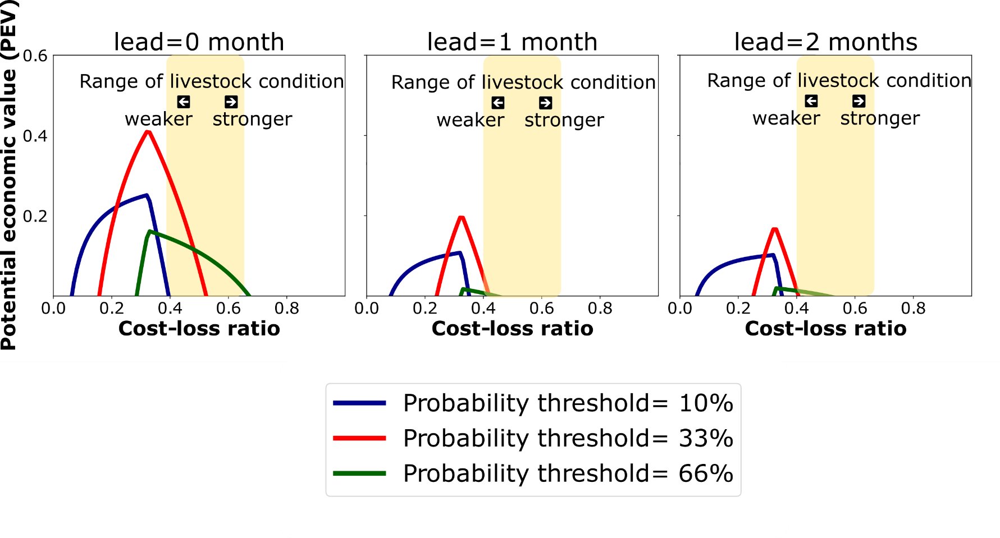 Potential economic value (PEV)
lead=0 month
0.6
0.4
0.2
Range of livestock condition
weaker stronger
0.0 0.2 0.4 0.6 0.8
Cost-loss ratio
lead=1 month
Range of livestock condition
weaker stronger
0.0 0.2 0.4 0.6 0.8
Cost-loss ratio
lead=2 months
Range of livestock condition
weaker stronger
0.0 0.2 0.4 0.6 0.8
Cost-loss ratio
Probability threshold= 10%
Probability threshold= 33%
Probability threshold= 66%